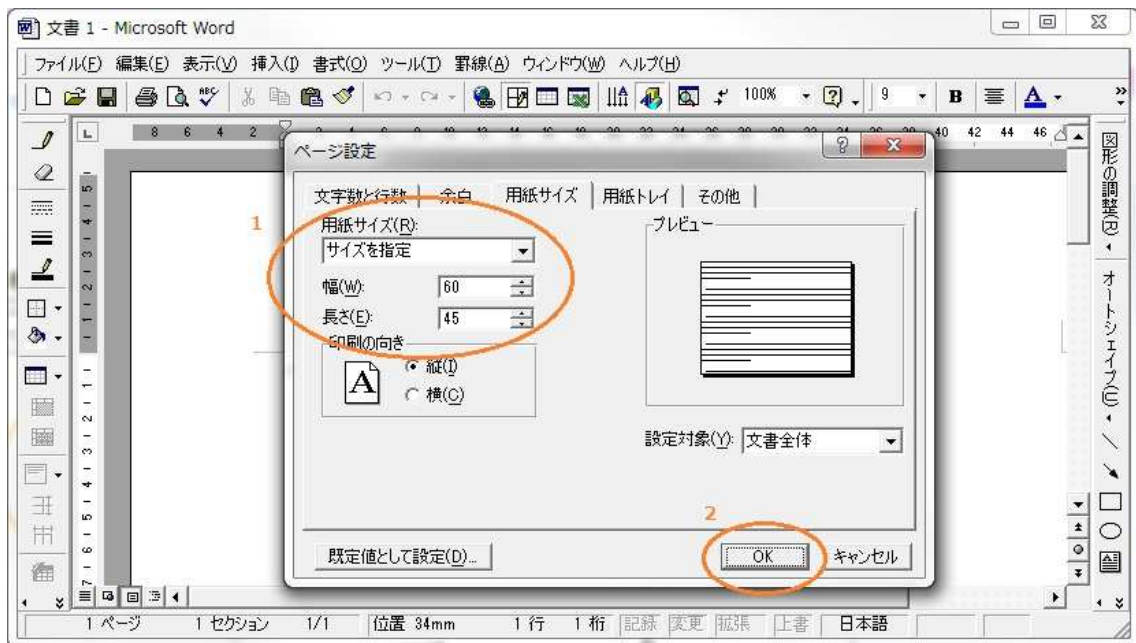 文書 1 - Microsoft Word
ファイル(F) 編集(E) 表示(V) 挿入(I) 書式(O) ツール(T) 罫線(A) ウィンドウ(W) ヘルプ(H)
ABC 100% 9 B A
8 6 4 2 40 42 44 46
ページ設定
文字数と行数 余白 用紙サイズ 用紙トレイ その他
1
用紙サイズ(R):
サイズを指定
幅(W): 60
長さ(E): 45
印刷の向き
A
縦(I)
横(C)
プレビュー
設定対象(Y): 文書全体
2
既定値として設定(D)... OK キャンセル
図形の調整(R)
オートシェイプ(U)
1 ページ 1 セクション 1/1 位置 34mm 1 行 1 桁 記録 変更 拡張 上書 日本語